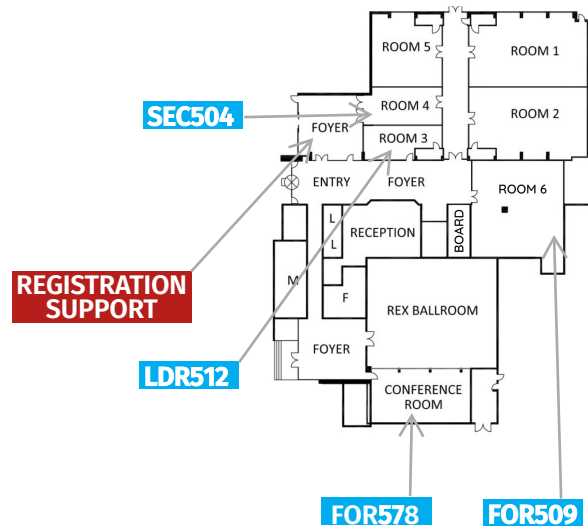 ROOM 5
ROOM 1
SEC504
ROOM 4
ROOM 2
FOYER
ROOM 3
ENTRY
FOYER
ROOM 6
L
L
RECEPTION
BOARD
REGISTRATION
SUPPORT
M
F
REX BALLROOM
FOYER
LDR512
CONFERENCE
ROOM
FOR578
FOR509